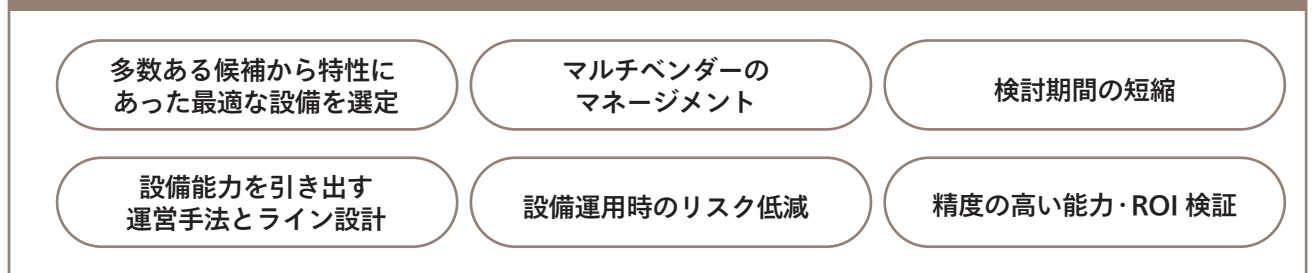 多数ある候補から特性に
あった最適な設備を選定
マルチベンダーの
マネージメント
検討期間の短縮
設備能力を引き出す
運営手法とライン設計
設備運用時のリスク低減
精度の高い能力・ROI 検証